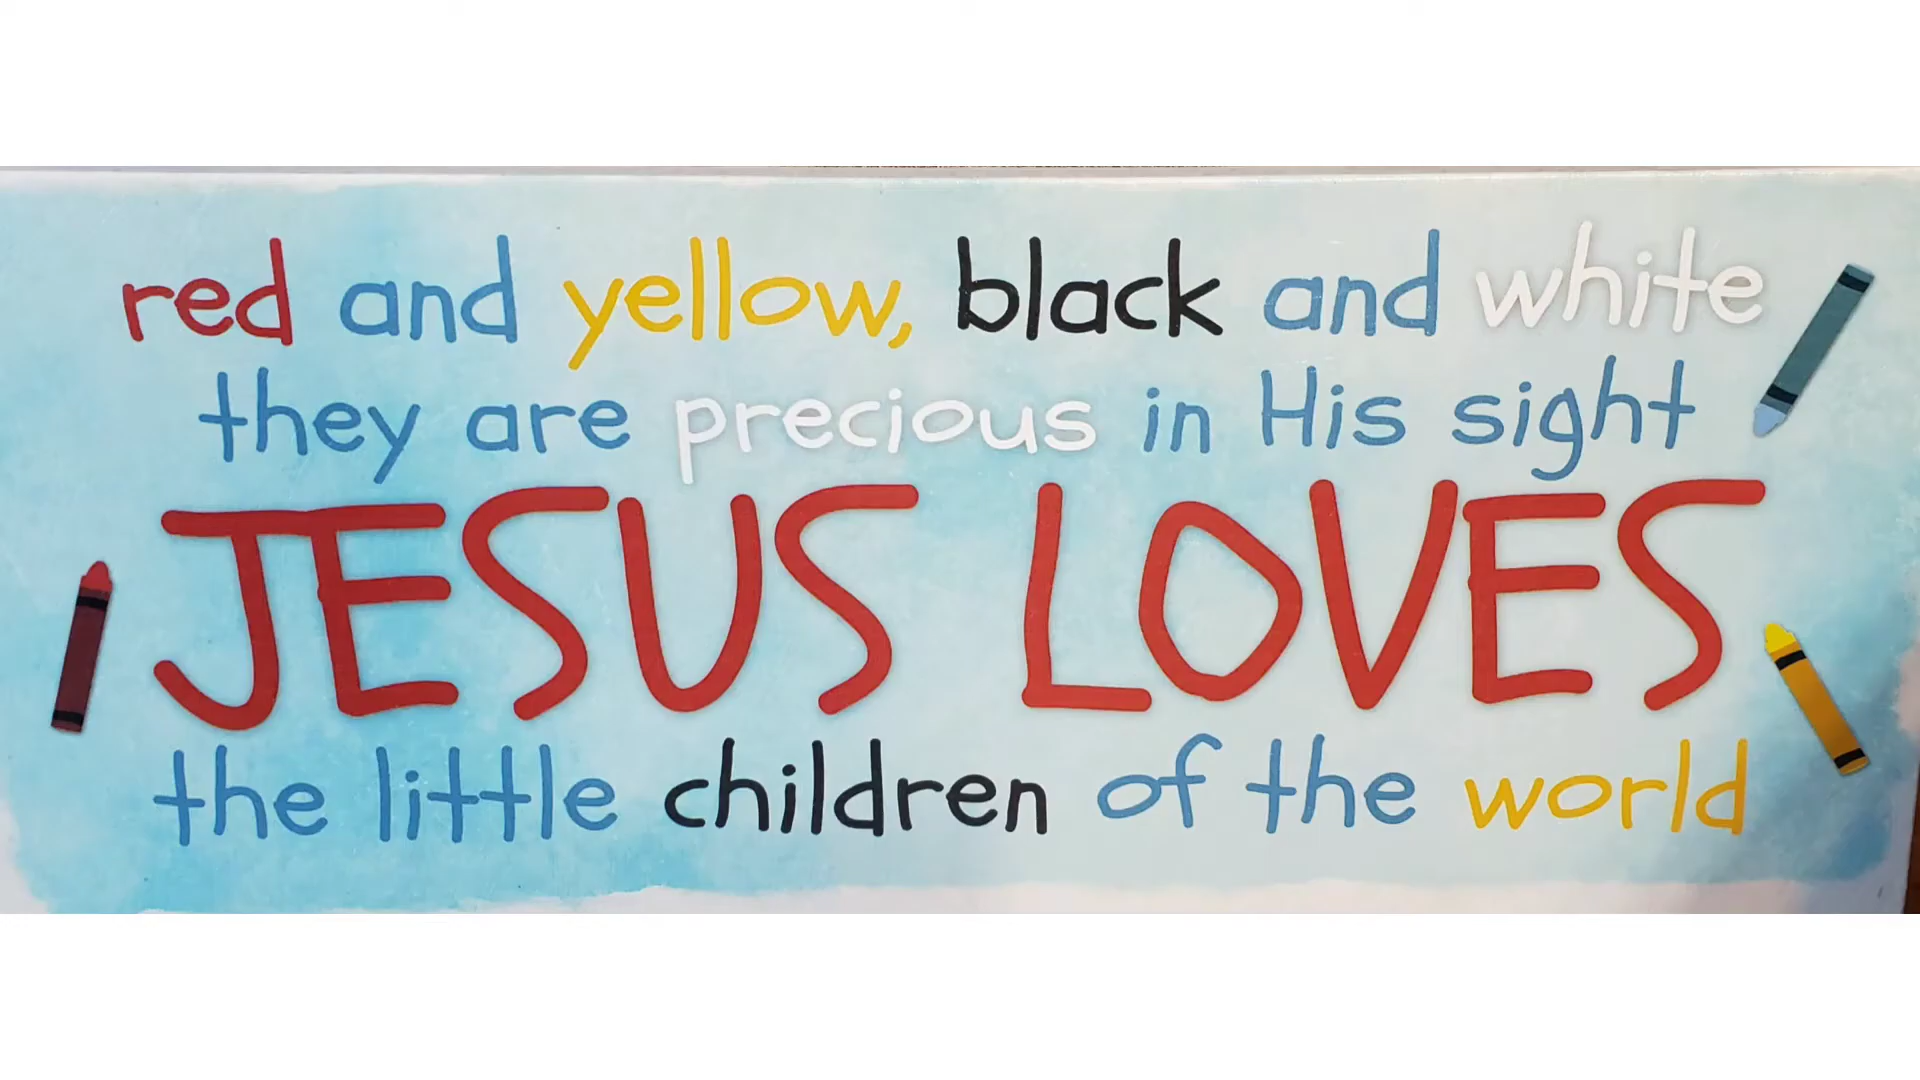 red and yellow, black and white
they are precious in His sight
JESUS LOVES
the little children of the world